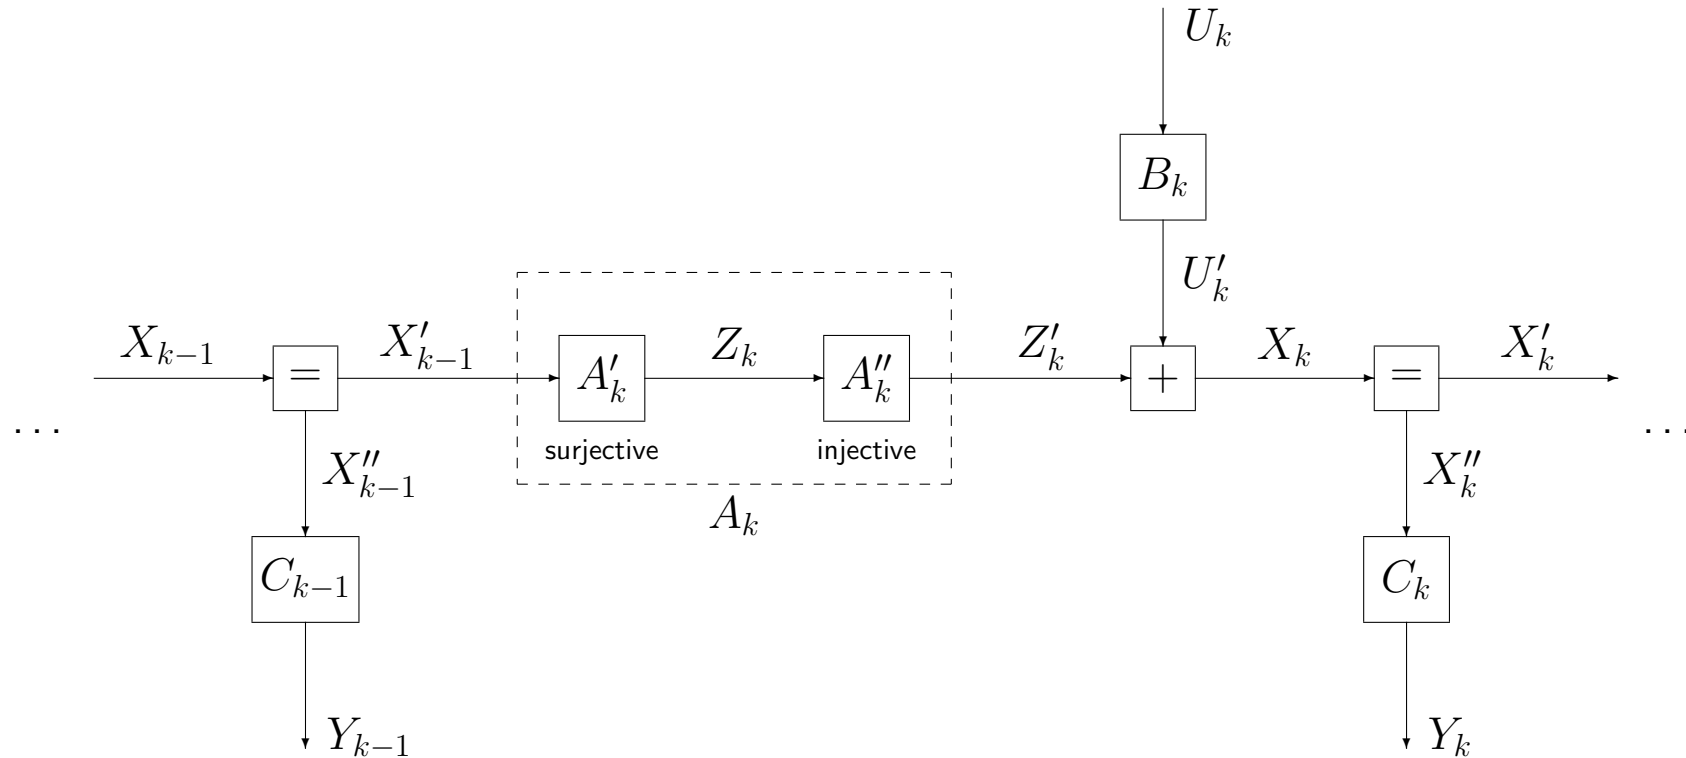 U_k
B_k
U'_k
X_{k-1} = X'_{k-1} A'_k Z_k A''_k Z'_k + X_k = X'_k
surjective injective
... ...
X''_{k-1} X''_k
A_k
C_{k-1} C_k
Y_{k-1} Y_k